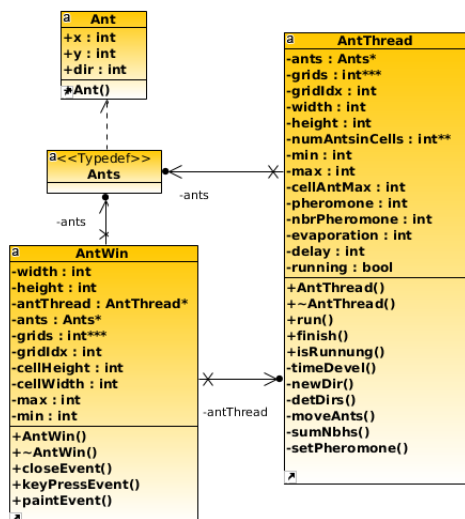 a
Ant
+x : int
+y : int
+dir : int
+Ant()
a
<<Typedef>>
Ants
-ants
-ants
a
AntWin
-width : int
-height : int
-antThread : AntThread*
-ants : Ants*
-grids : int***
-gridIdx : int
-cellHeight : int
-cellWidth : int
-max : int
-min : int
+AntWin()
+~AntWin()
+closeEvent()
+keyPressEvent()
+paintEvent()
-antThread
a
AntThread
-ants : Ants*
-grids : int***
-gridIdx : int
-width : int
-height : int
-numAntsinCells : int**
-min : int
-max : int
-cellAntMax : int
-pheromone : int
-nbrPheromone : int
-evaporation : int
-delay : int
-running : bool
+AntThread()
+~AntThread()
+run()
+finish()
+isRunnung()
-timeDevel()
-newDir()
-detDirs()
-moveAnts()
-sumNbhs()
-setPheromone()